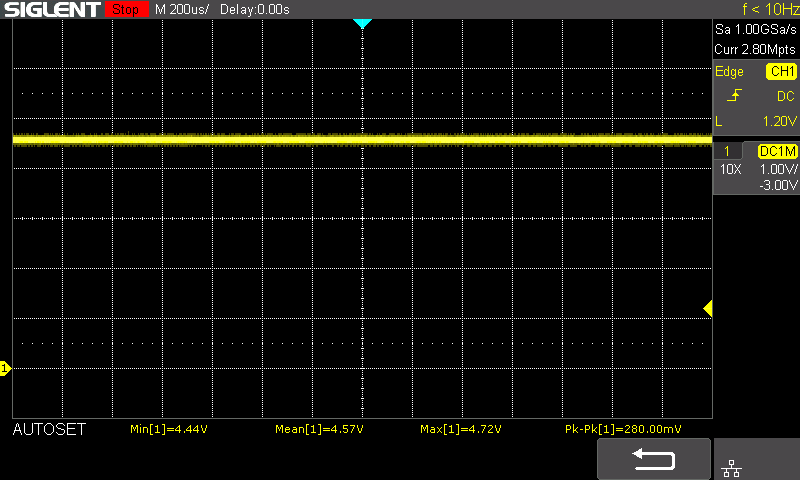 SIGLENT Stop M 200us/ Delay:0.00s f < 10Hz
Sa 1.00GSa/s
Curr 2.80Mpts
Edge CH1
DC
L 1.20V
1 DC1M
10X 1.00V/
-3.00V
1
AUTOSET Min[1]=4.44V Mean[1]=4.57V Max[1]=4.72V Pk-Pk[1]=280.00mV